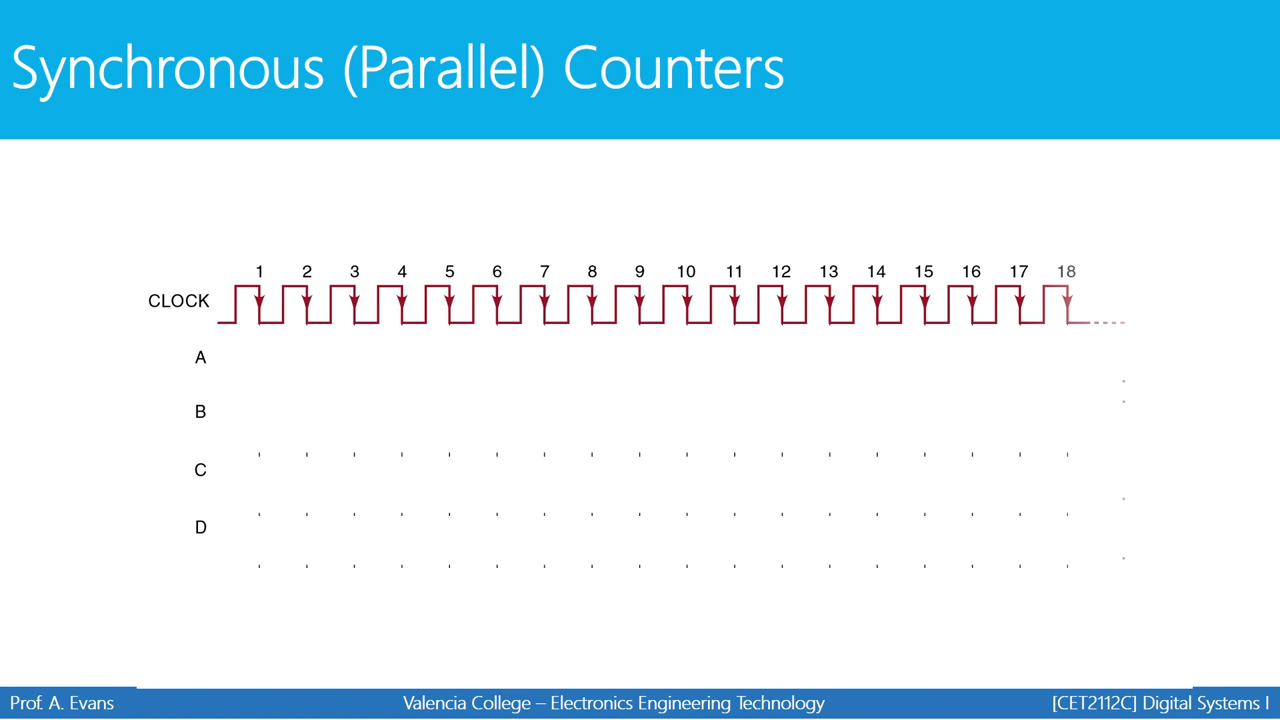 Synchronous (Parallel) Counters
1 2 3 4 5 6 7 8 9 10 11 12 13 14 15 16 17 18
CLOCK
A
B
C
D
Prof. A. Evans
Valencia College – Electronics Engineering Technology
[CET2112C] Digital Systems I